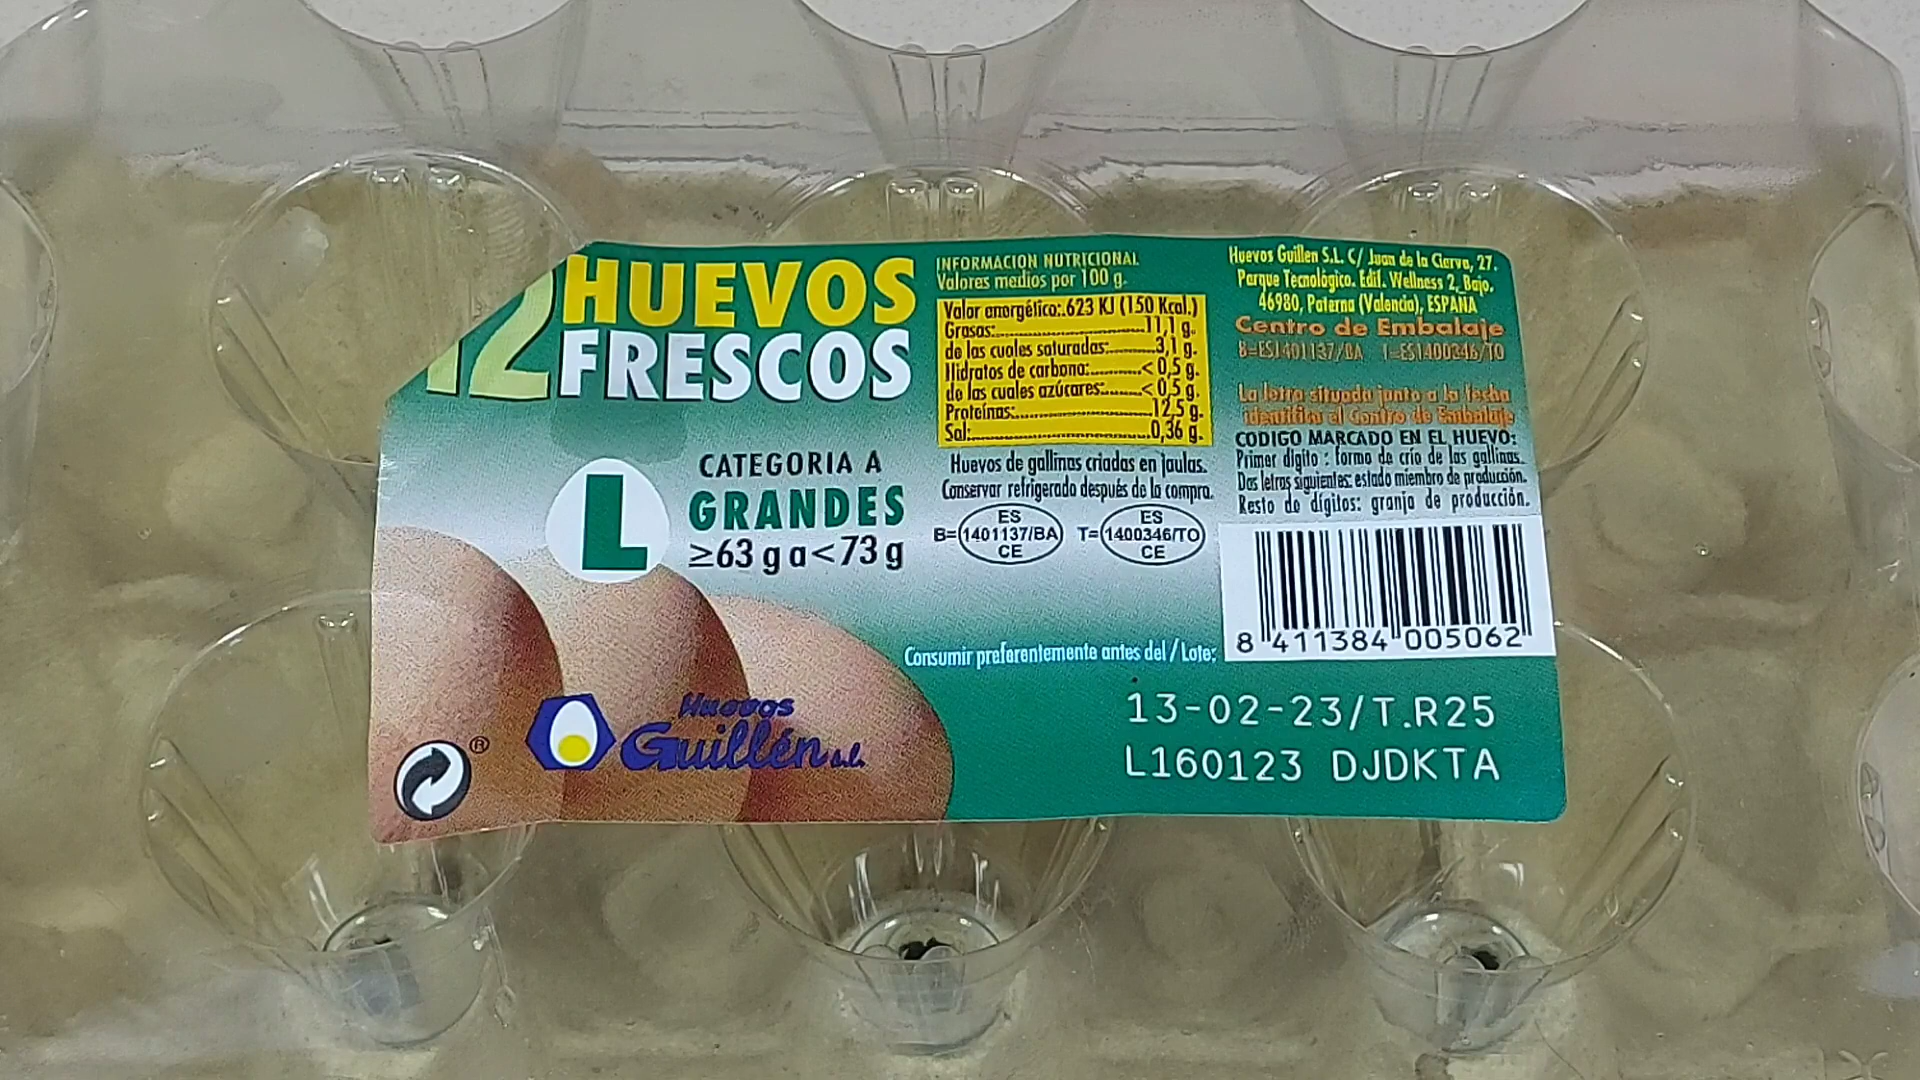 12 HUEVOS
FRESCOS
CATEGORIA A
L
GRANDES
≥63 g a<73 g
Huevos
Guillén s.l.
®
INFORMACION NUTRICIONAL
Valores medios por 100 g.
Valor energético:.623 KJ (150 Kcal.)
Grasas:...............11,1 g.
de las cuales saturadas:..........3,1 g.
Hidratos de carbono:..........< 0,5 g.
de las cuales azúcares:.......< 0,5 g.
Proteínas:....................12,5 g.
Sal:..........................0,36 g.
Huevos de gallinas criadas en jaulas.
Conservar refrigerado después de la compra.
B= ES 1401137/BA CE T= ES 1400346/TO CE
Consumir preferentemente antes del / Lote:
Huevos Guillen S.L. C/ Juan de la Cierva, 27.
Parque Tecnológico. Edif. Wellness 2, Bajo.
46980, Paterna (Valencia), ESPAÑA
Centro de Embalaje
B=ES1401137/BA T=ES1400346/TO
La letra situada junto a la fecha
identifica el Centro de Embalaje
CODIGO MARCADO EN EL HUEVO:
Primer digito : forma de crío de las gallinas.
Dos letras siguientes: estado miembro de producción.
Resto de dígitos: granja de producción.
8 411384 005062
13-02-23/T.R25
L160123 DJDKTA